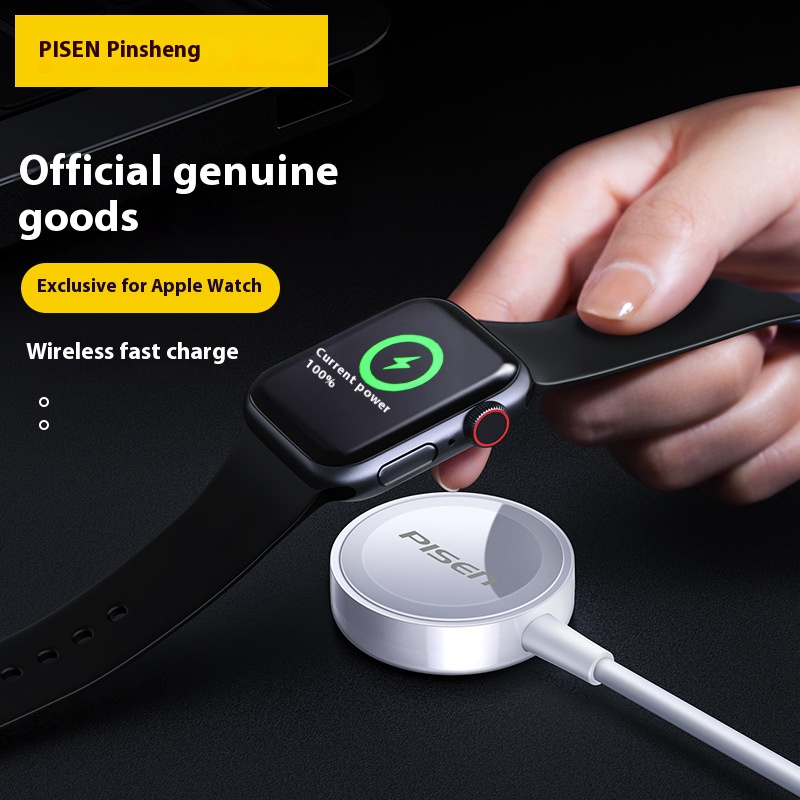 PISEN Pinsheng
Official genuine
goods
Exclusive for Apple Watch
Wireless fast charge
Current power
100%
PISEN